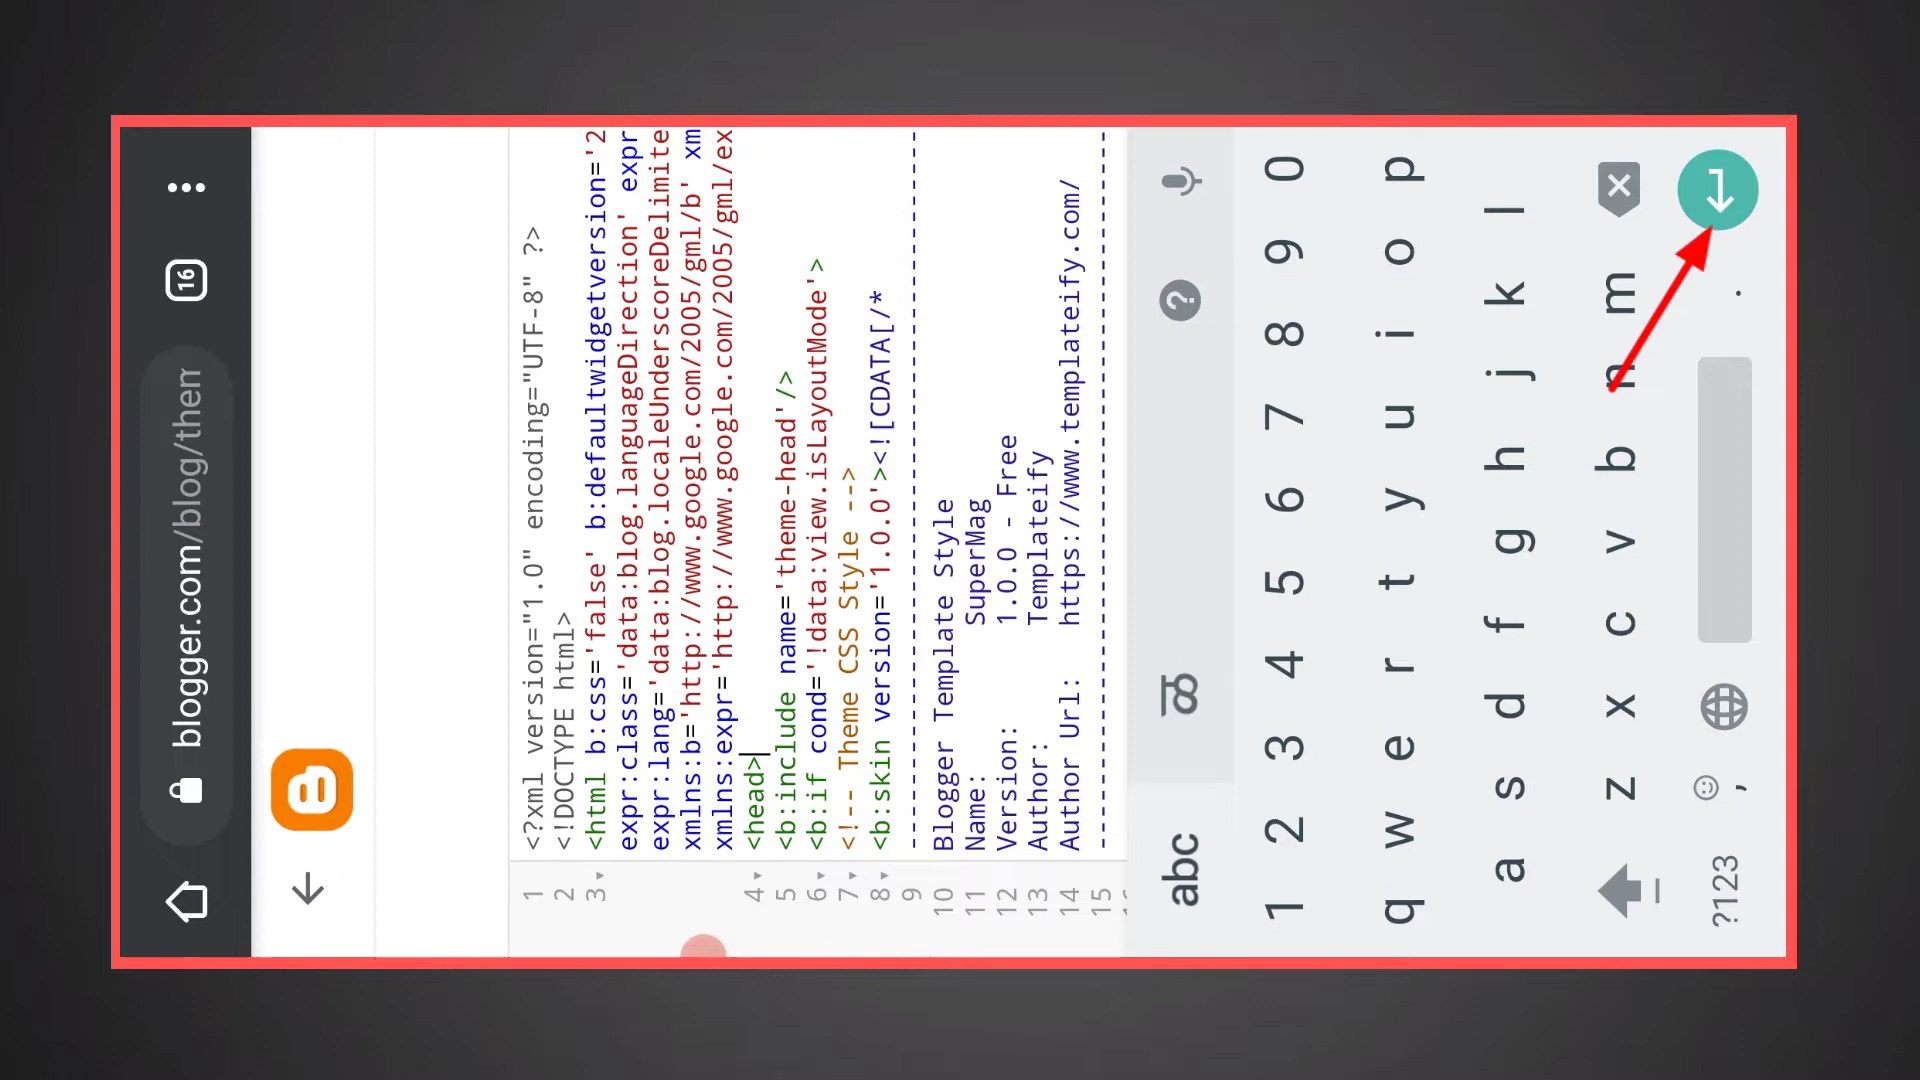 16
blogger.com/blog/them
1 <?xml version="1.0" encoding="UTF-8" ?>
2 <!DOCTYPE html>
3 <html b:css='false' b:defaultwidgetversion='2
expr:class='data:blog.languageDirection' expr
expr:lang='data:blog.localeUnderscoreDelimite
xmlns:b='http://www.google.com/2005/gml/b' xm
xmlns:expr='http://www.google.com/2005/gml/ex
4 <head>
5 <b:include name='theme-head'/>
6 <b:if cond='!data:view.isLayoutMode'>
7 <!-- Theme CSS Style -->
8 <b:skin version='1.0.0'><![CDATA[/*
9 -----------------------------------------------
10 Blogger Template Style
11 Name: SuperMag
12 Version: 1.0.0 - Free
13 Author: Templateify
14 Author Url: https://www.templateify.com/
15 -----------------------------------------------
abc
?
1 2 3 4 5 6 7 8 9 0
q w e r t y u i o p
a s d f g h j k l
z x c v b n m
?123 , .